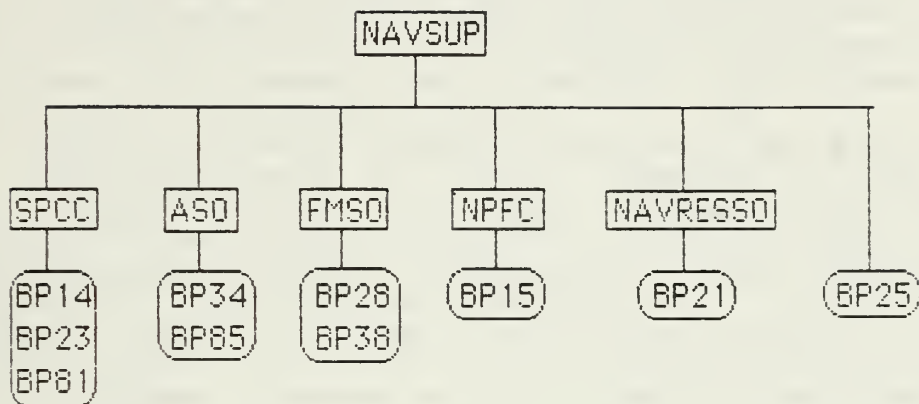 NAVSUP
SPCC ASO FMSO NPFC NAVRESSO
BP14 BP34 BP28 BP15 BP21 BP25
BP23 BP85 BP38
BP81